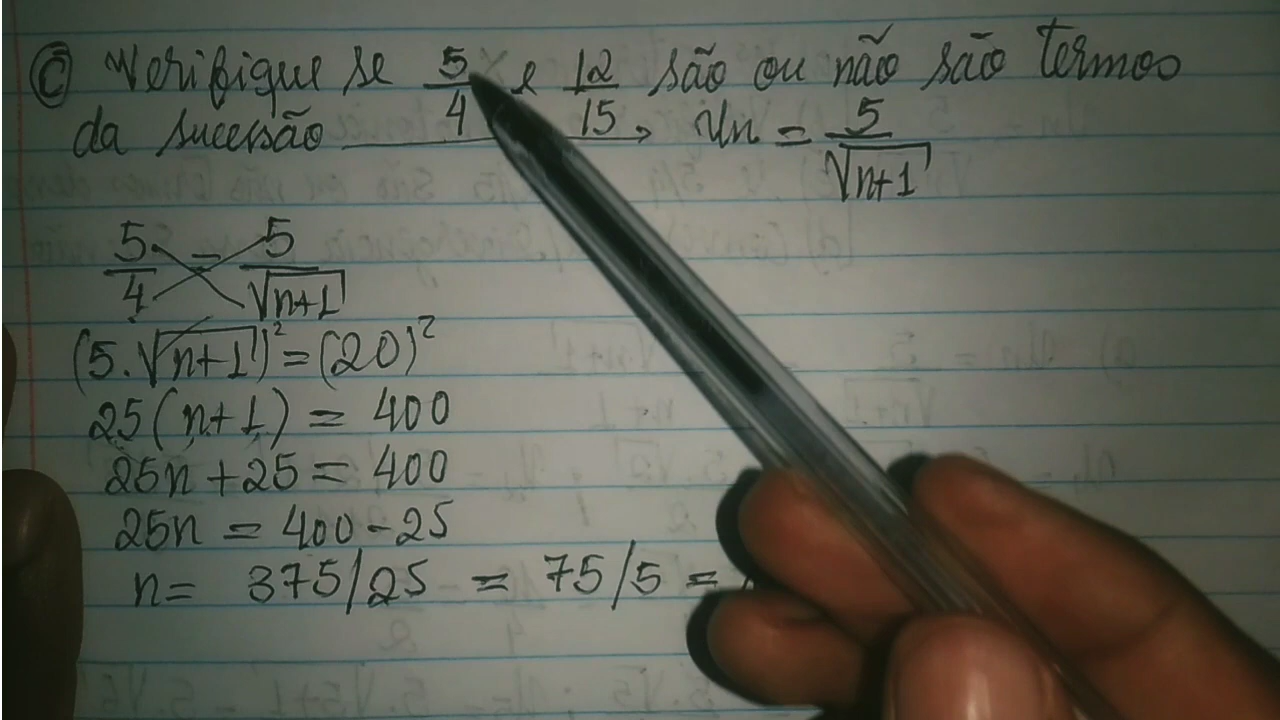 c) Verifique se 5/4 e 12/15 são ou não são termos
da sucersão → Un = 5/√n+1
5/4 = 5/√n+1
(5.√n+1)² = (20)²
25(n+1) = 400
25n + 25 = 400
25n = 400 - 25
n = 375/25 = 75/5 =